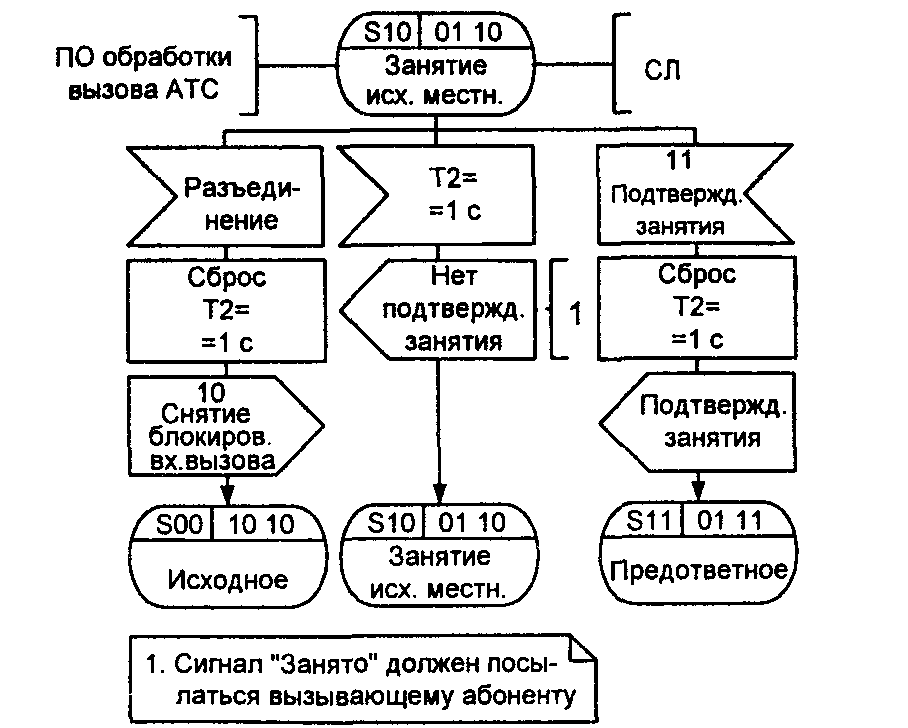 ПО обработки
вызова АТС
S10 01 10
Занятие
исх. местн.
СЛ
Разъеди-
нение
Т2=
=1 с
11
Подтвержд.
занятия
Сброс
Т2=
=1 с
Нет
подтвержд.
занятия
1
Сброс
Т2=
=1 с
10
Снятие
блокиров.
вх.вызова
Подтвержд.
занятия
S00 10 10
Исходное
S10 01 10
Занятие
исх. местн.
S11 01 11
Предответное
1. Сигнал "Занято" должен посы-
латься вызывающему абоненту